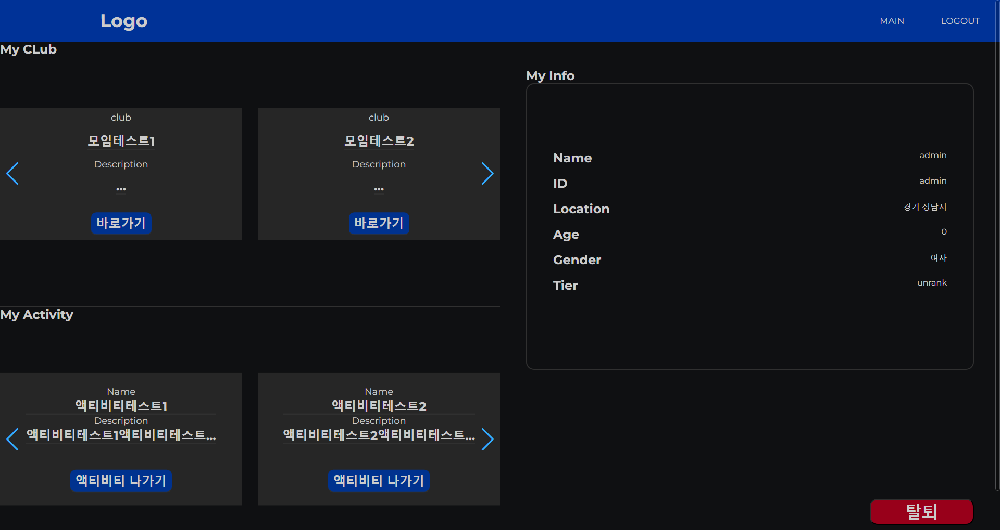 Logo
MAIN
LOGOUT
My CLub
club
모임테스트1
Description
...
바로가기
club
모임테스트2
Description
...
바로가기
My Activity
Name
액티비티테스트1
Description
액티비티테스트1액티비티테스트...
액티비티 나가기
Name
액티비티테스트2
Description
액티비티테스트2액티비티테스트...
액티비티 나가기
My Info
Name admin
ID admin
Location 경기 성남시
Age 0
Gender 여자
Tier unrank
탈퇴